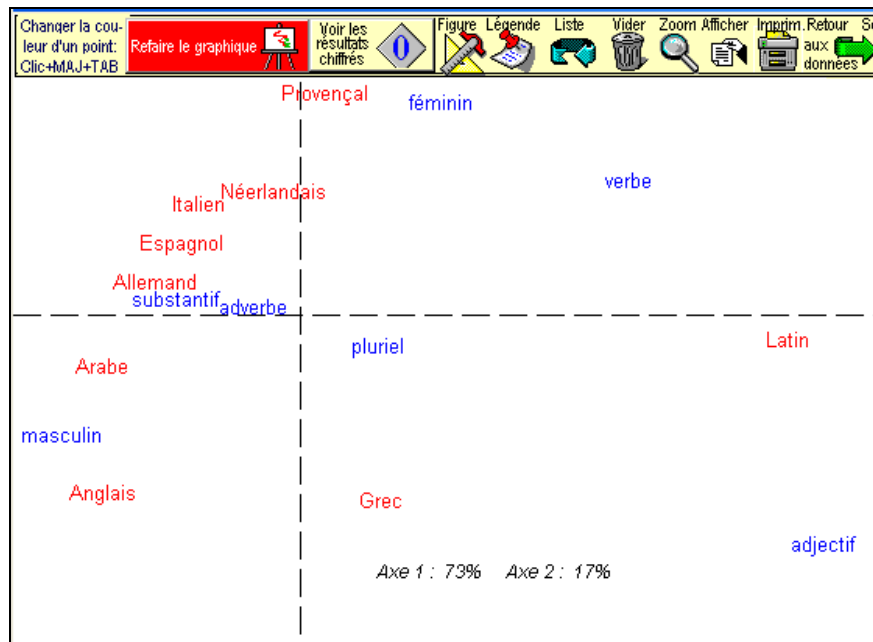 Changer la cou-
leur d'un point:
Clic+MAJ+TAB
Refaire le graphique
Voir les
résultats
chiffrés
0
Figure Légende Liste Vider Zoom Afficher Imprim. Retour
aux
données
Provençal
féminin
verbe
Néerlandais
Italien
Espagnol
Allemand
substantif
adverbe
Latin
pluriel
Arabe
masculin
Anglais
Grec
adjectif
Axe 1 : 73% Axe 2 : 17%